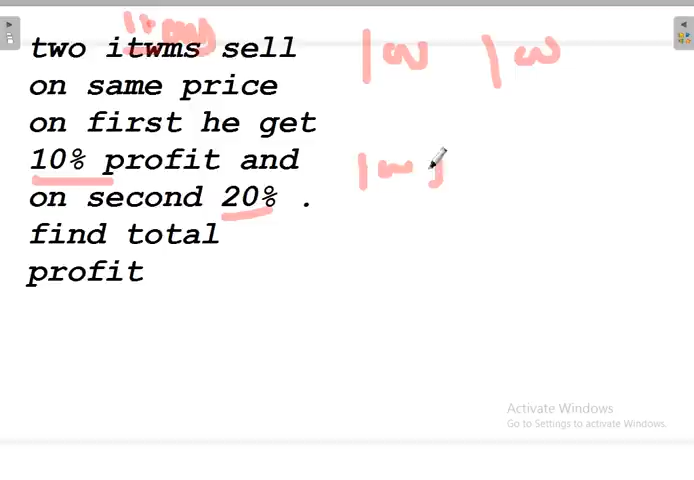 two itwms sell
on same price
on first he get
10% profit and
on second 20% .
find total
profit
Activate Windows
Go to Settings to activate Windows.